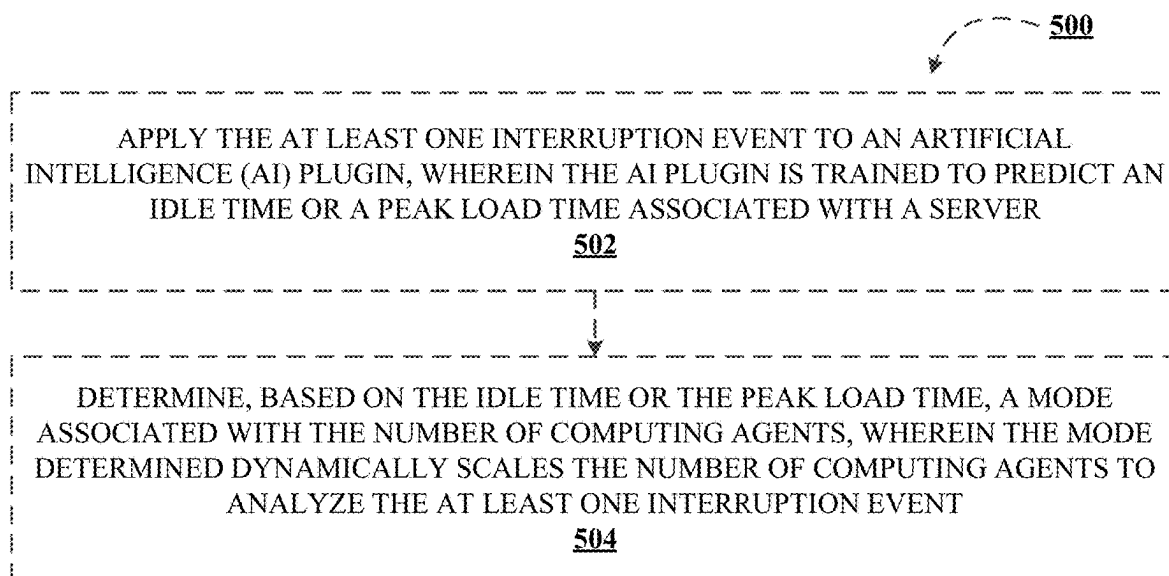 500
APPLY THE AT LEAST ONE INTERRUPTION EVENT TO AN ARTIFICIAL
INTELLIGENCE (AI) PLUGIN, WHEREIN THE AI PLUGIN IS TRAINED TO PREDICT AN
IDLE TIME OR A PEAK LOAD TIME ASSOCIATED WITH A SERVER
502
DETERMINE, BASED ON THE IDLE TIME OR THE PEAK LOAD TIME, A MODE
ASSOCIATED WITH THE NUMBER OF COMPUTING AGENTS, WHEREIN THE MODE
DETERMINED DYNAMICALLY SCALES THE NUMBER OF COMPUTING AGENTS TO
ANALYZE THE AT LEAST ONE INTERRUPTION EVENT
504